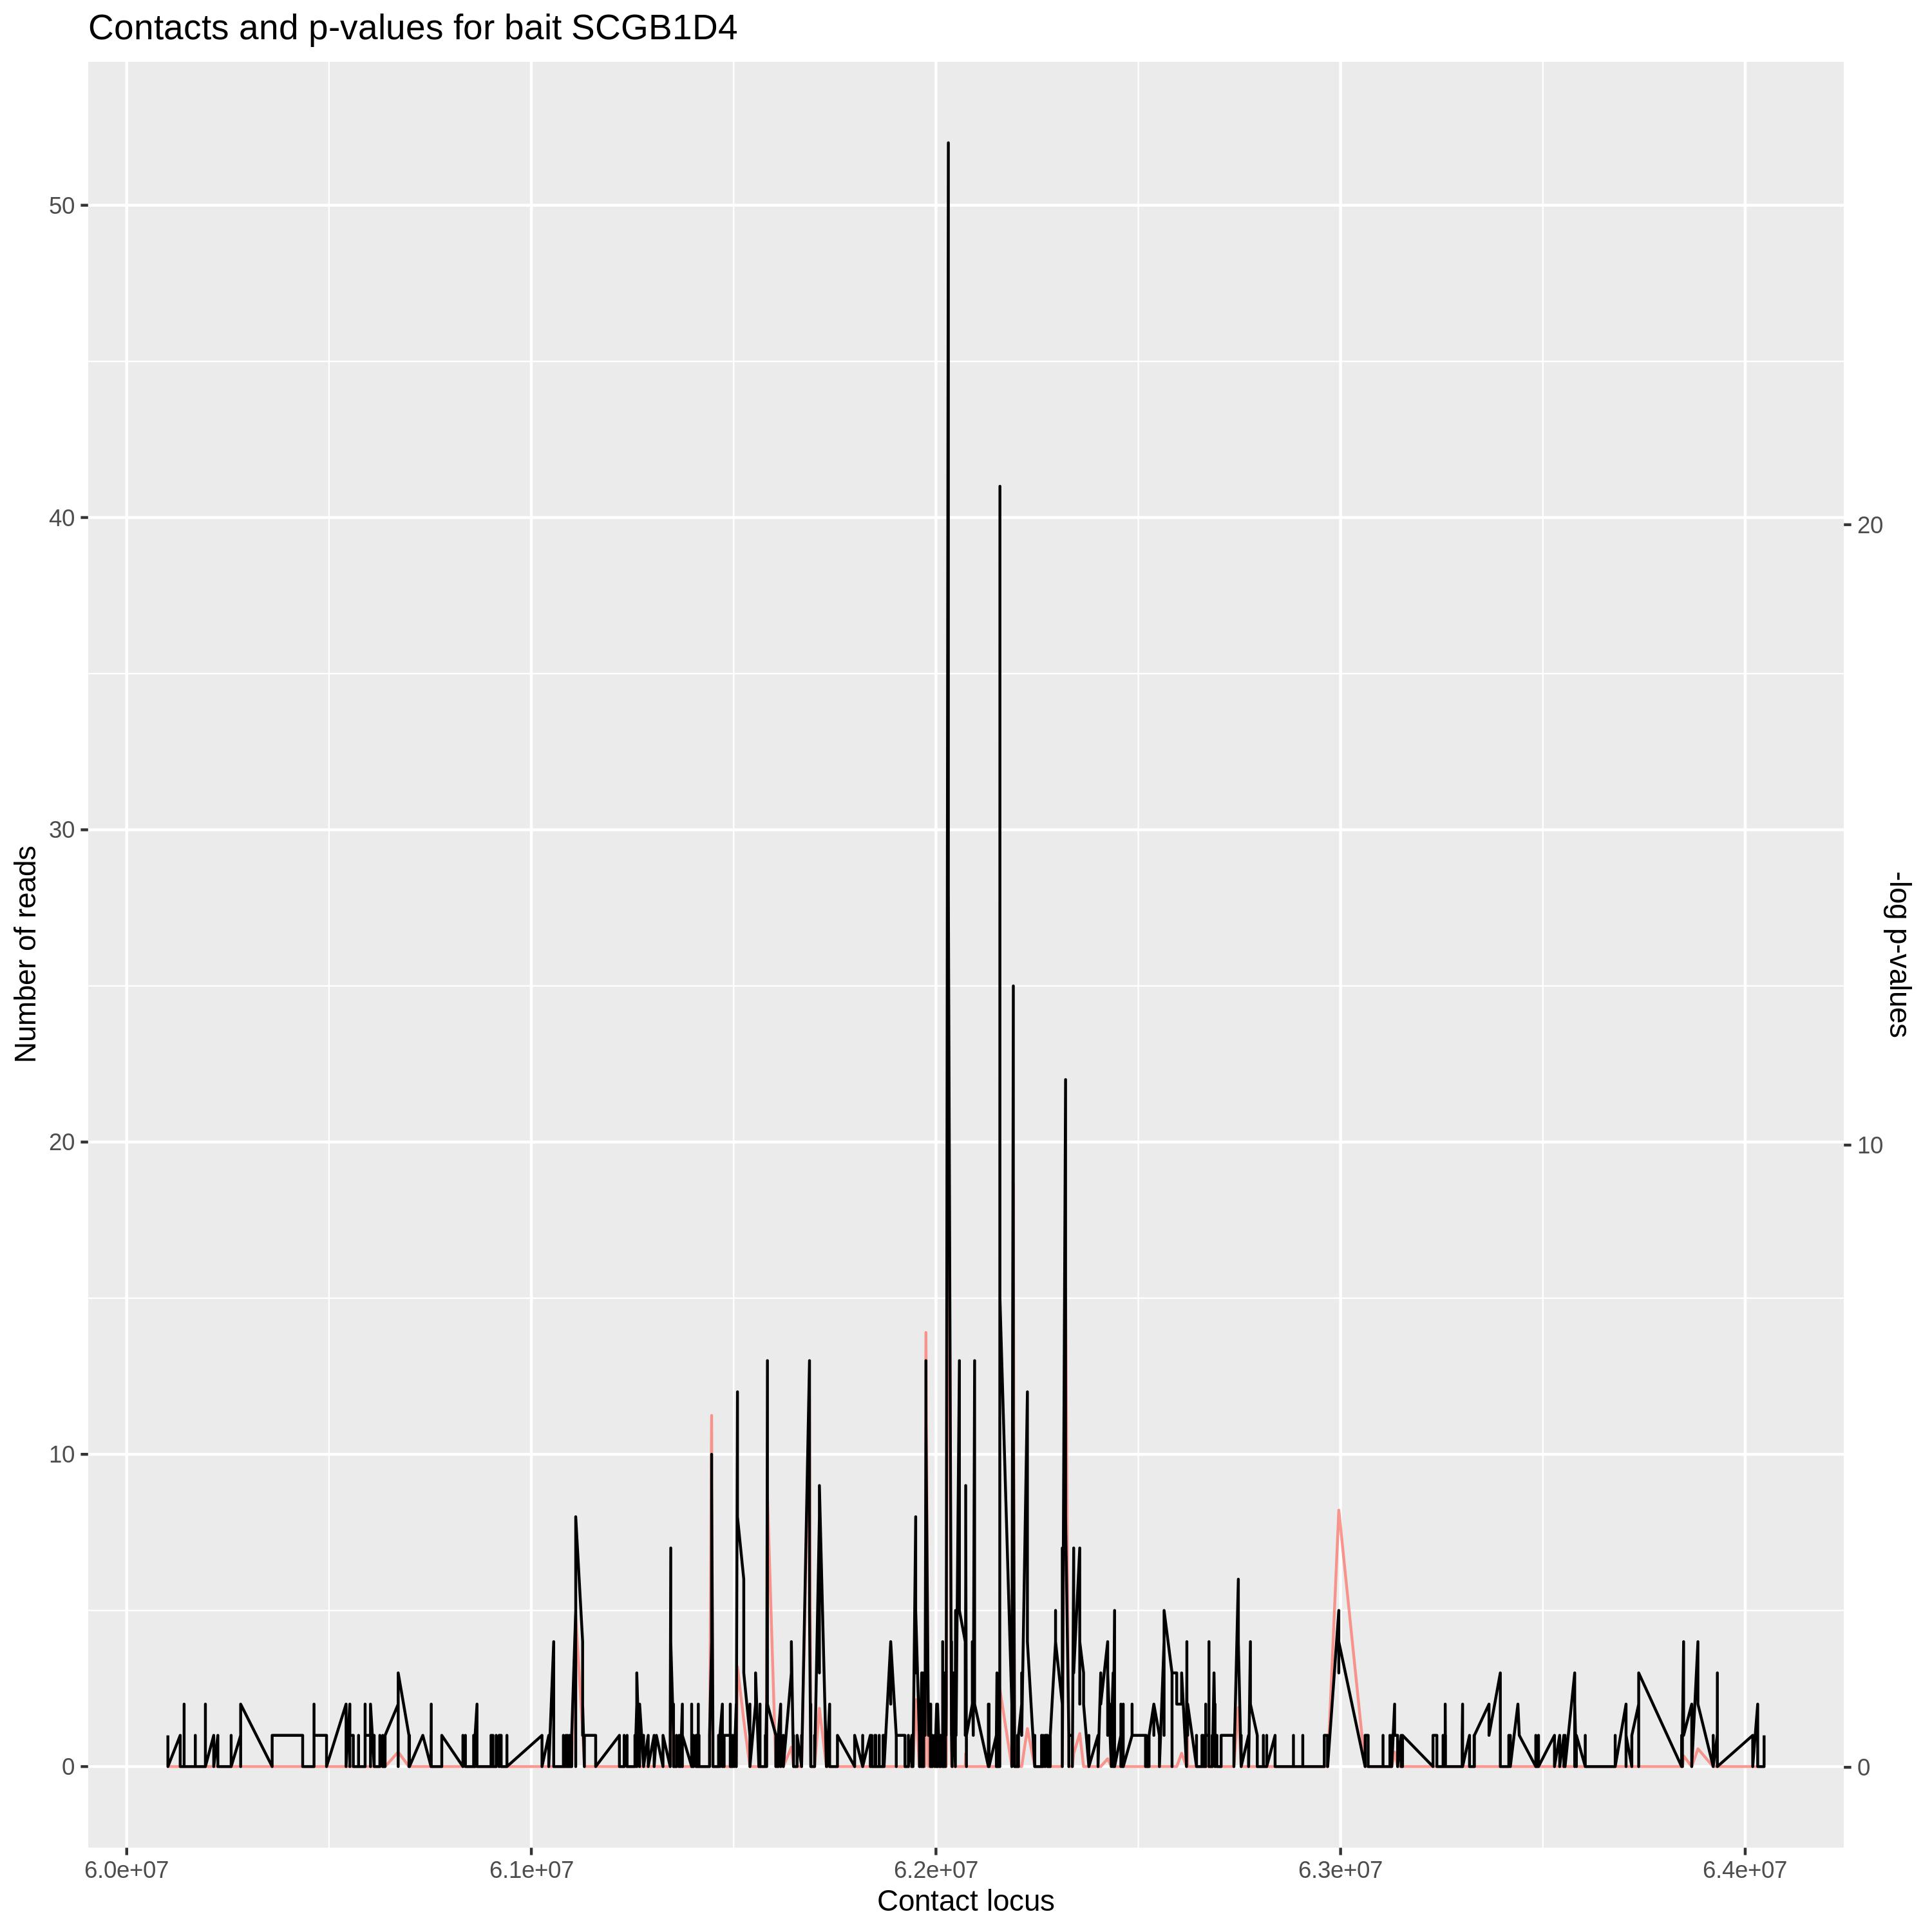 Contacts and p-values for bait SCGB1D4
50
40
30
20
10
0
Number of reads
20
10
0
-log p-values
6.0e+07
6.1e+07
6.2e+07
6.3e+07
6.4e+07
Contact locus